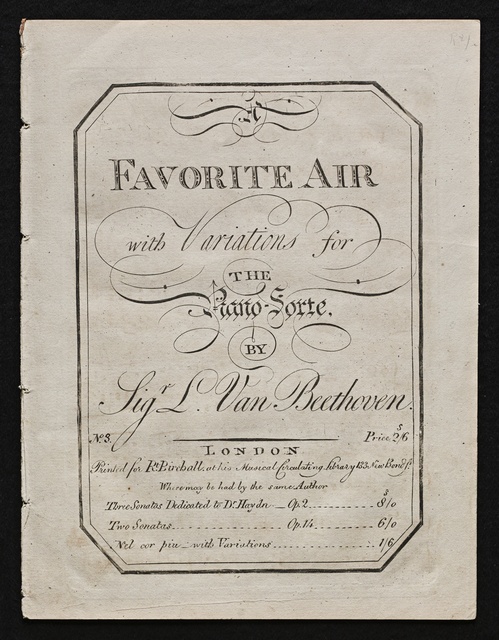 A
FAVORITE AIR
with Variations for
THE
Piano-Forte.
BY
Sigr L. Van Beethoven.
No. 3. Price 2/6
LONDON
Printed for Rt. Birchall, at his Musical Circulating Library 133 New Bond St.
Where may be had by the same Author
Three Sonatas Dedicated to Dr. Haydn Op. 2 8/0
Two Sonatas Op. 14 6/0
Nel cor piu with Variations 1/6